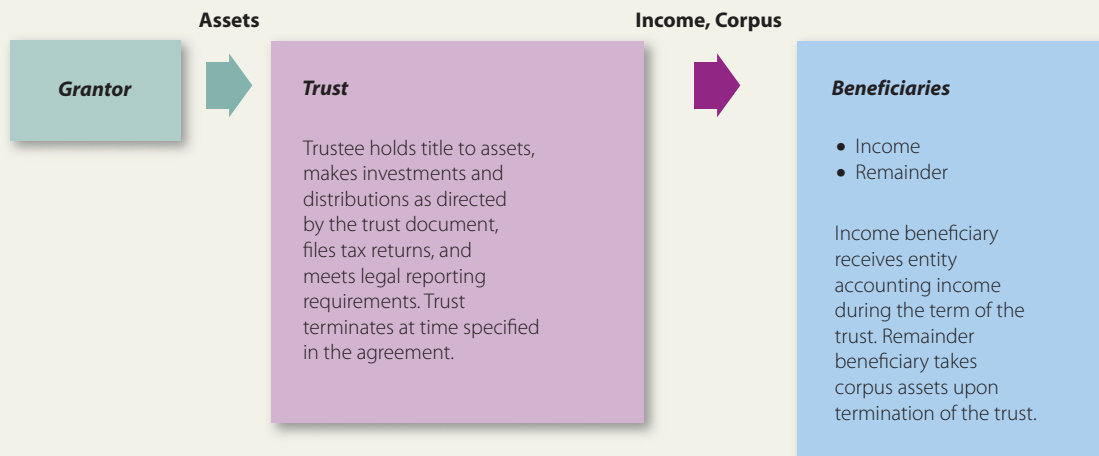 Assets
Income, Corpus
Grantor
Trust
Trustee holds title to assets,
makes investments and
distributions as directed
by the trust document,
files tax returns, and
meets legal reporting
requirements. Trust
terminates at time specified
in the agreement.
Beneficiaries
• Income
• Remainder
Income beneficiary
receives entity
accounting income
during the term of the
trust. Remainder
beneficiary takes
corpus assets upon
termination of the trust.